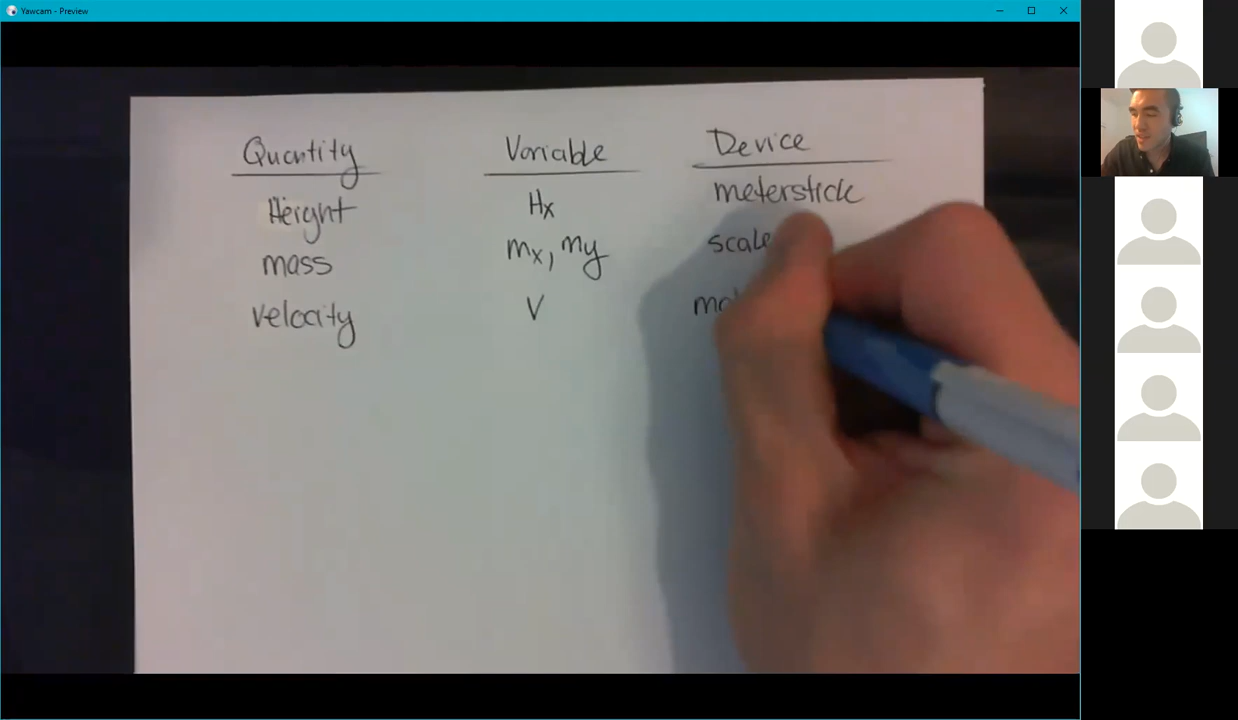 Yawcam - Preview
Quantity Variable Device
Height Hx meterstick
mass mx, my scale
velocity V